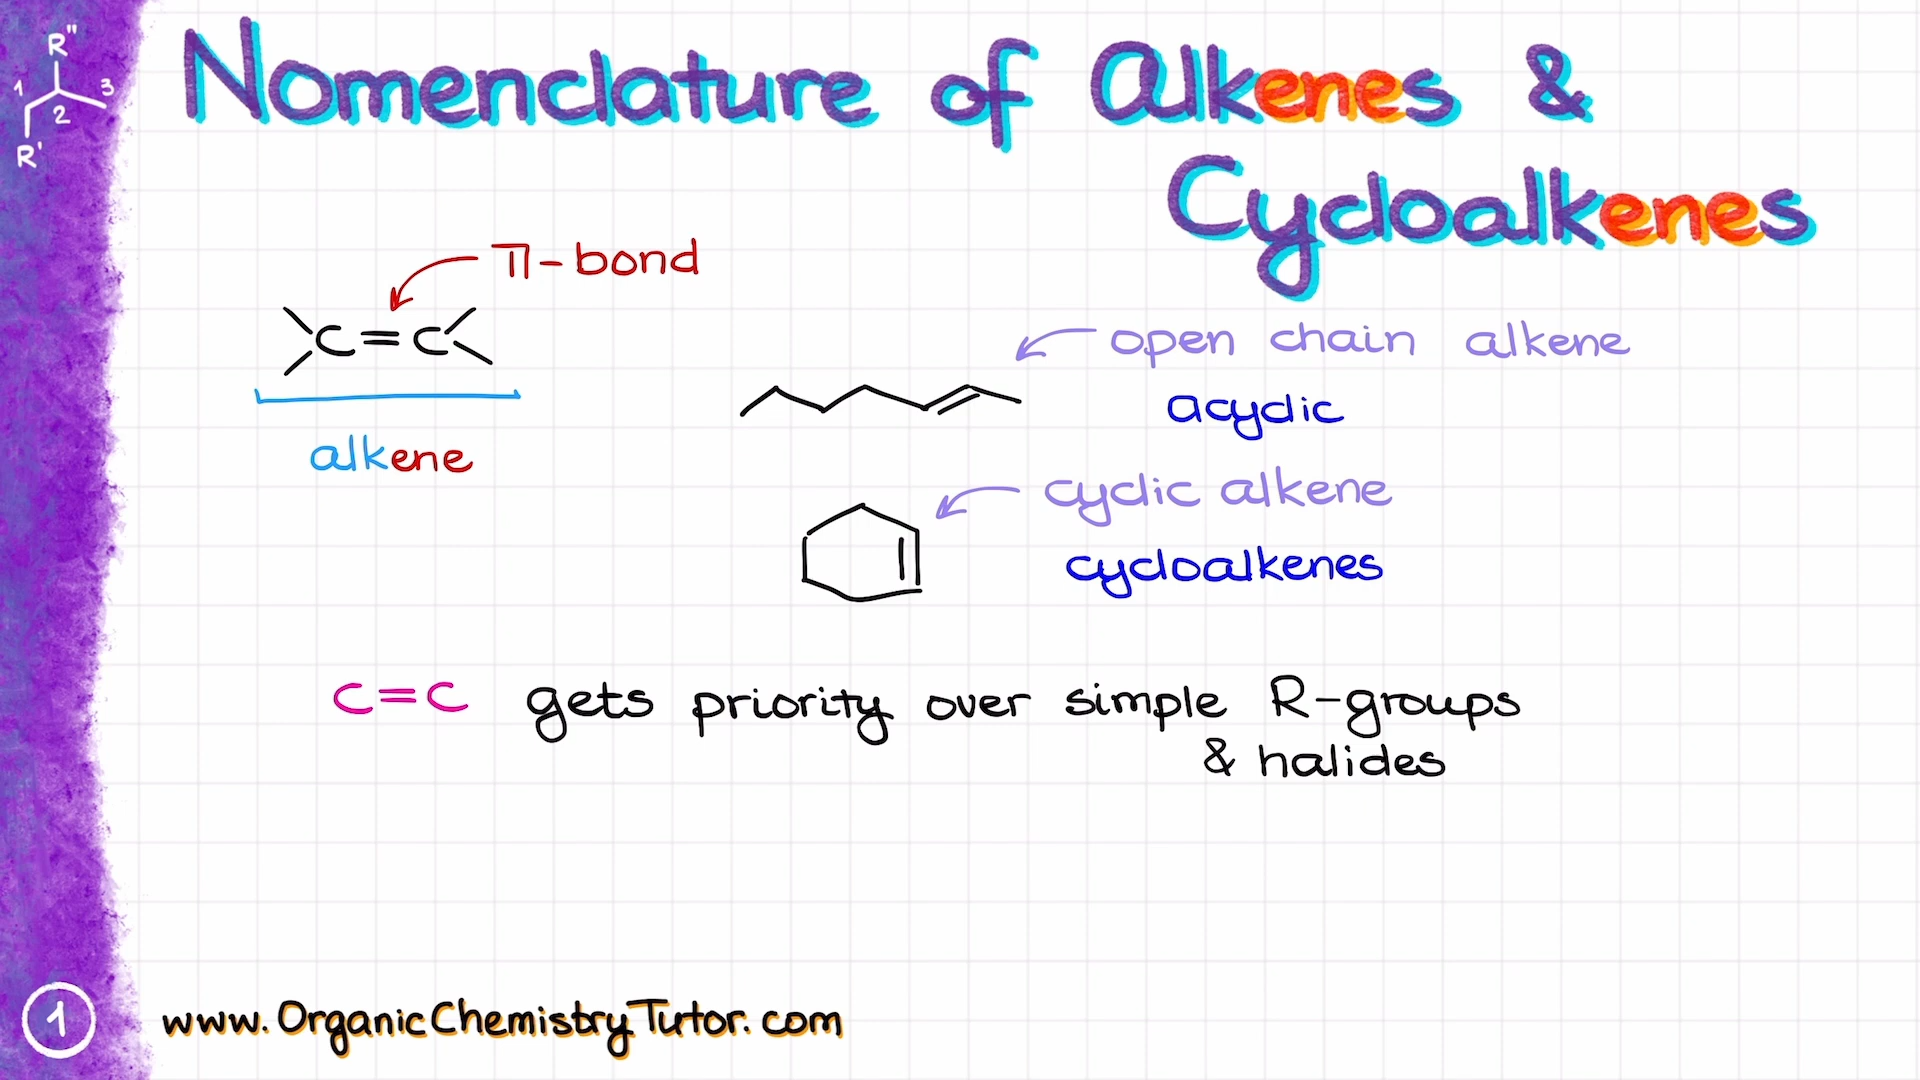 R"
1 3
2
R'
Nomenclature of Alkenes &
Cycloalkenes
π-bond
C=C
alkene
open chain alkene
acyclic
cyclic alkene
cycloalkenes
C=C gets priority over simple R-groups
& halides
1
www.OrganicChemistryTutor.com